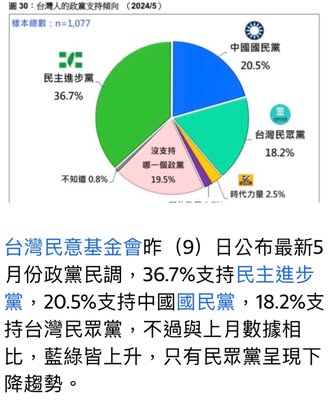 圖 30：台灣人的政黨支持傾向 （2024/5）
樣本總數：n=1,077
中國國民黨
20.5%
民主進步黨
36.7%
台灣民眾黨
18.2%
沒支持
哪一個政黨
19.5%
不知道 0.8%
時代力量 2.5%
台灣民意基金會昨（9）日公布最新5
月份政黨民調，36.7%支持民主進步
黨，20.5%支持中國國民黨，18.2%支
持台灣民眾黨，不過與上月數據相
比，藍綠皆上升，只有民眾黨呈現下
降趨勢。